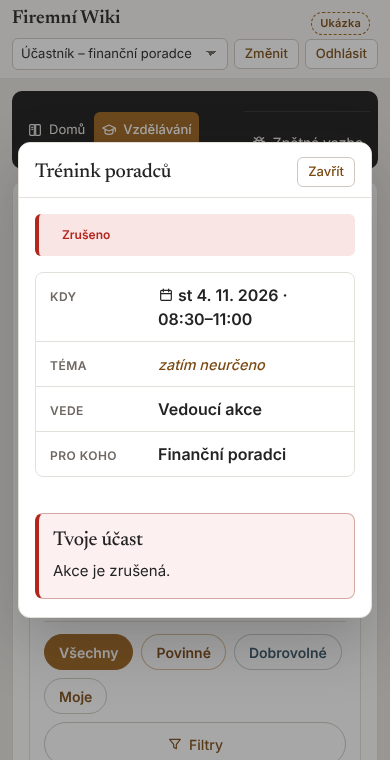 Firemní Wiki
Ukázka
Účastník – finanční poradce
Změnit
Odhlásit
Domů
Vzdělávání
Zpětná vazba
Trénink poradců
Zavřít
Zrušeno
KDY
st 4. 11. 2026 ·
08:30–11:00
TÉMA
zatím neurčeno
VEDE
Vedoucí akce
PRO KOHO
Finanční poradci
Tvoje účast
Akce je zrušená.
Všechny
Povinné
Dobrovolné
Moje
Filtry